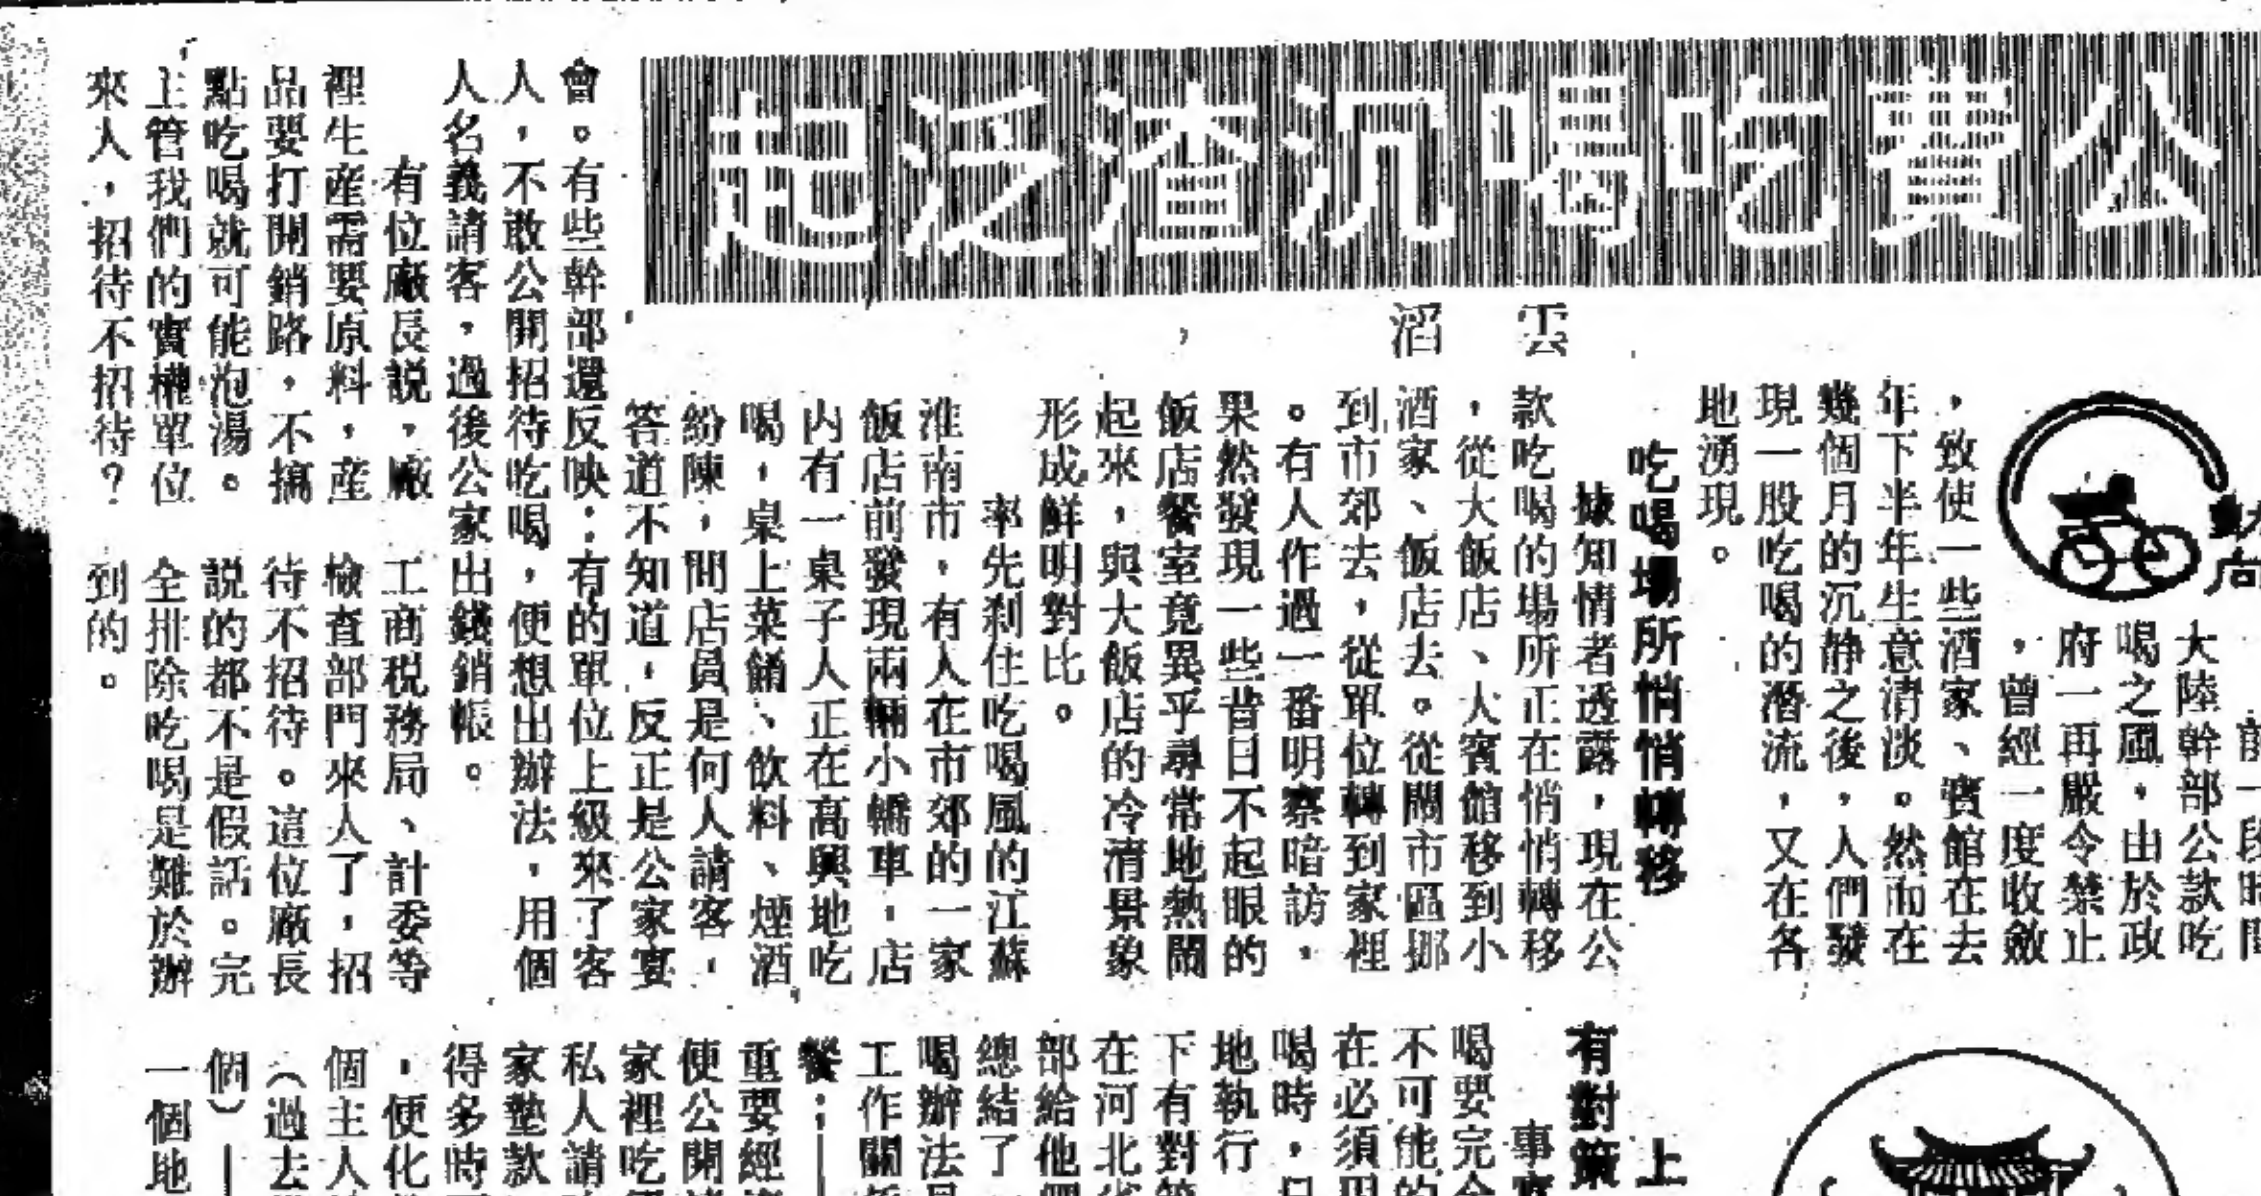 公費吃喝沉渣泛起
雲
滔
動向
前一段時間
大陸幹部公款吃
喝之風，由於政
府一再嚴令禁止
，曾經一度收斂
，致使一些酒家、賓館在去
年下半年生意清淡。然而在
幾個月的沉静之後，人們發
現一股吃喝的潛流，又在各
地湧現。
吃喝場所悄悄轉移
據知情者透露，現在公
款吃喝的場所正在悄悄轉移
，從大飯店、大賓館移到小
酒家、飯店去。從鬧市區挪
到市郊去，從單位轉到家裡
。有人作過一番明察暗訪，
果然發現一些昔日不起眼的
飯店餐室竟異乎尋常地熱鬧
起來，與大飯店的冷清景象
形成鮮明對比。
率先刹住吃喝風的江蘇
淮南市，有人在市郊的一家
飯店前發現兩輛小轎車，店
内有一桌子人正在高興地吃
喝，桌上菜餚、飲料、煙酒
紛陳，問店員是何人請客，
答道不知道，反正是公家宴
會。有些幹部還反映：有的單位上級來了客
人，不敢公開招待吃喝，便想出辦法，用個
人名義請客，過後公家出錢銷帳。
有位廠長説，廠
裡生産需要原料，産
品要打開銷路，不搞
點吃喝就可能泡湯。
上管我們的實權單位
來人，招待不招待？
工商税務局、計委等
檢查部門來人了，招
待不招待。這位廠長
説的都不是假話。完
全排除吃喝是難於辦
到的。
上
有對策
事實
喝要完全
不可能的
在必須用
喝時，只
地執行
下有對策
在河北省
部給他們
總結了
喝辦法
工作關
餐；——
重要經
便公開
家裡吃
私人請
家墊款
得多時
，便化
個主人
（過去
個）——
一個地